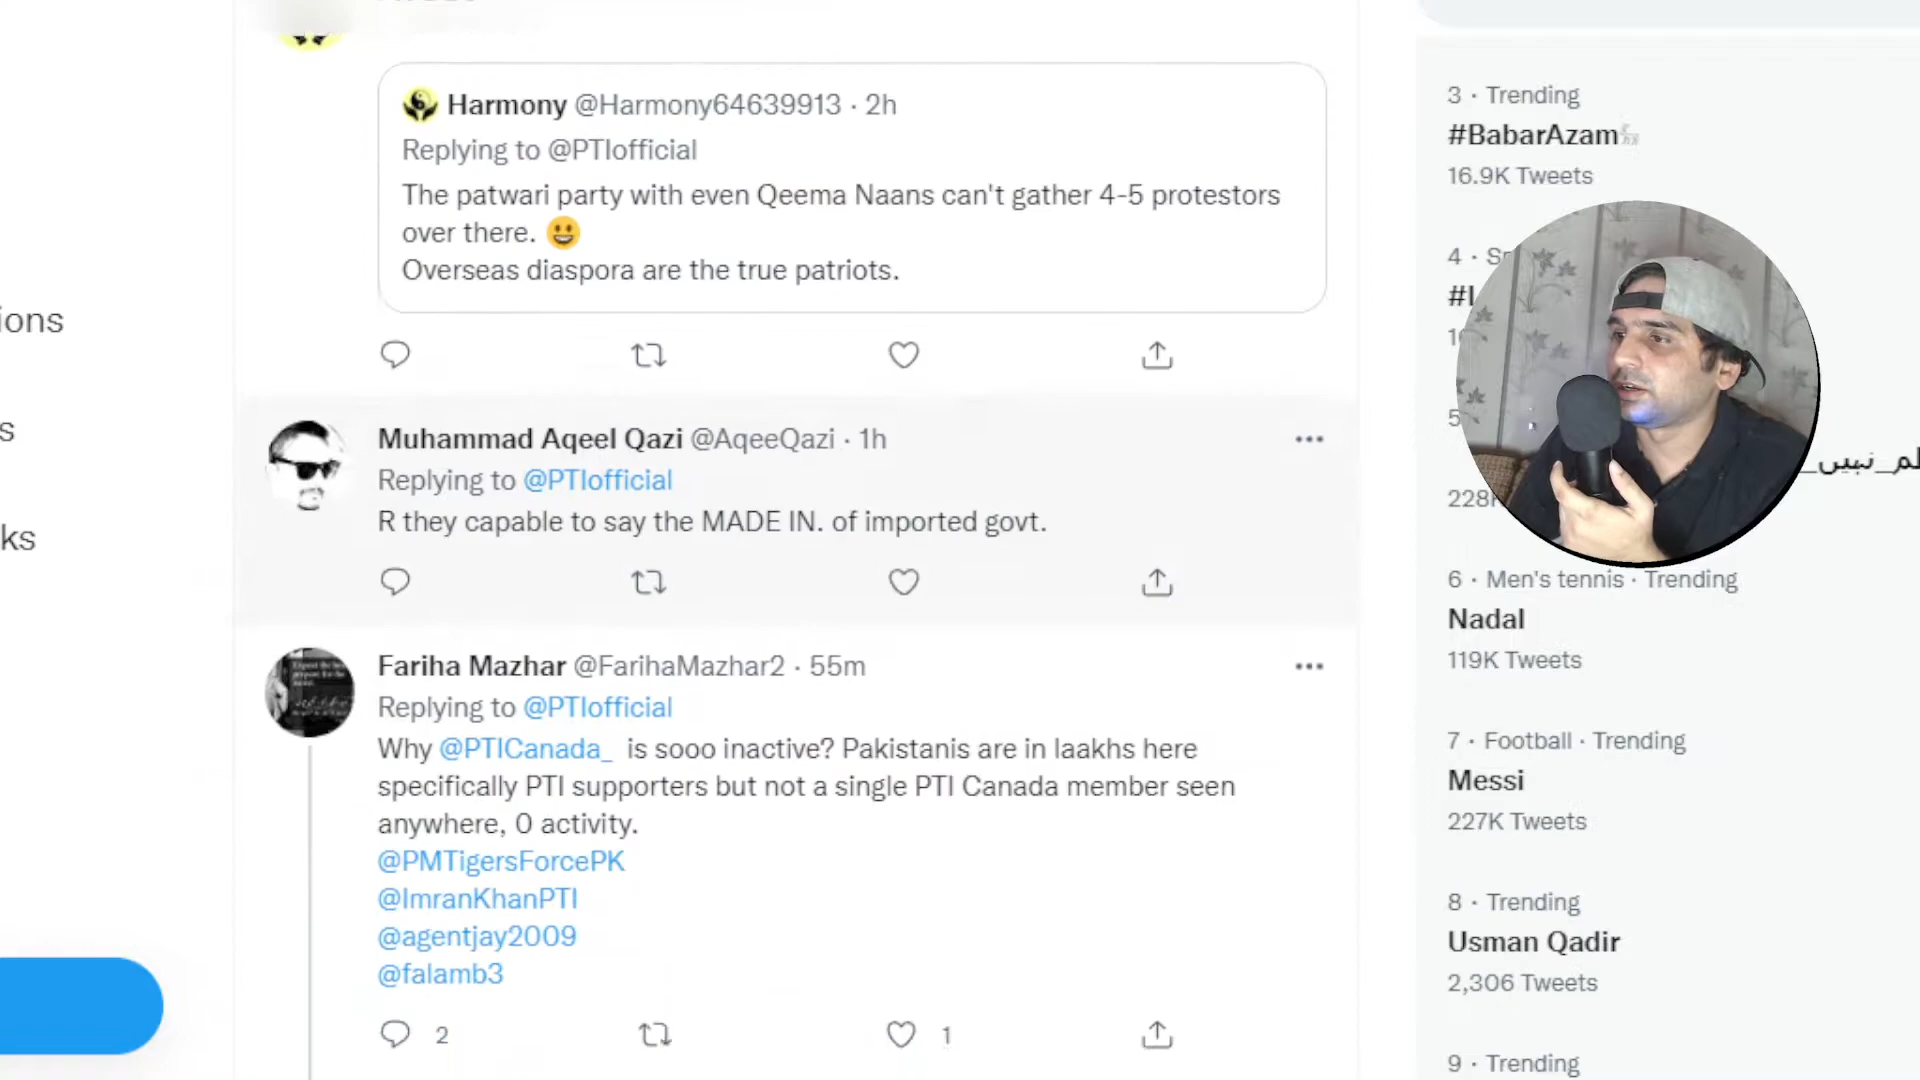 Harmony @Harmony64639913 · 2h
Replying to @PTIofficial
The patwari party with even Qeema Naans can't gather 4-5 protestors
over there. 😃
Overseas diaspora are the true patriots.
ions
s
ks
Muhammad Aqeel Qazi @AqeeQazi · 1h
Replying to @PTIofficial
R they capable to say the MADE IN. of imported govt.
Fariha Mazhar @FarihaMazhar2 · 55m
Replying to @PTIofficial
Why @PTICanada_ is sooo inactive? Pakistanis are in laakhs here
specifically PTI supporters but not a single PTI Canada member seen
anywhere, 0 activity.
@PMTigersForcePK
@ImranKhanPTI
@agentjay2009
@falamb3
2
1
3 · Trending
#BabarAzam
16.9K Tweets
4 ·
5
228K
6 · Men's tennis · Trending
Nadal
119K Tweets
7 · Football · Trending
Messi
227K Tweets
8 · Trending
Usman Qadir
2,306 Tweets
9 · Trending